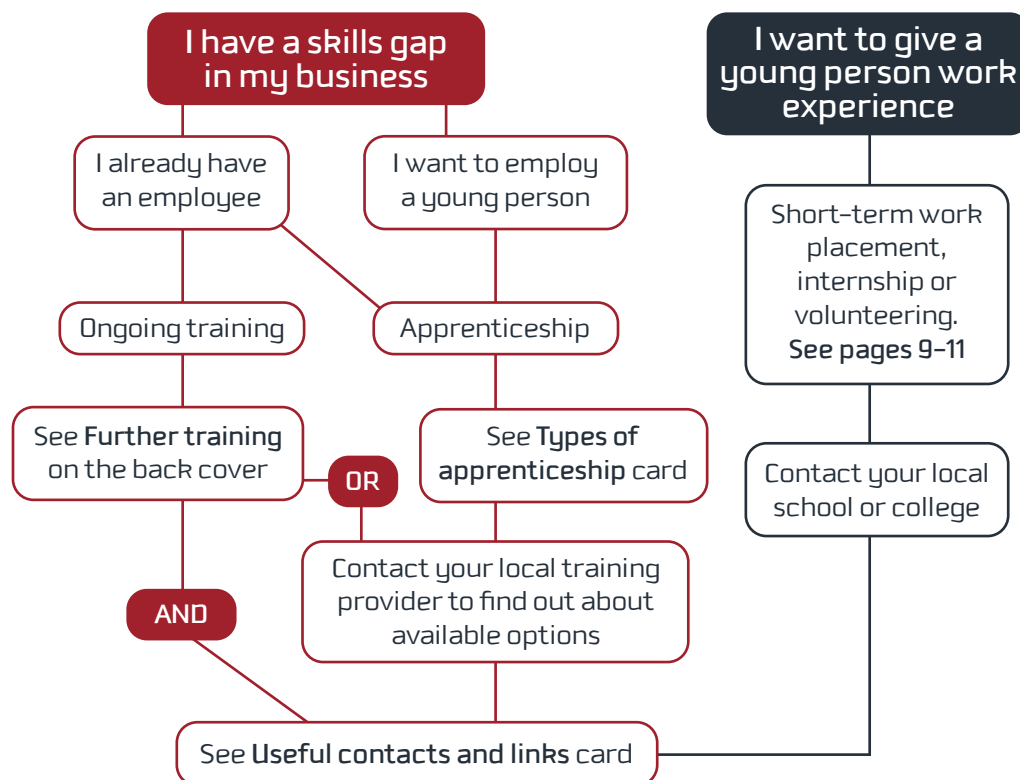 I have a skills gap
in my business
I want to give a
young person work
experience
I already have
an employee
I want to employ
a young person
Short-term work
placement,
internship or
volunteering.
See pages 9-11
Ongoing training
Apprenticeship
See Further training
on the back cover
OR
See Types of
apprenticeship card
Contact your local
school or college
Contact your local training
provider to find out about
available options
AND
See Useful contacts and links card